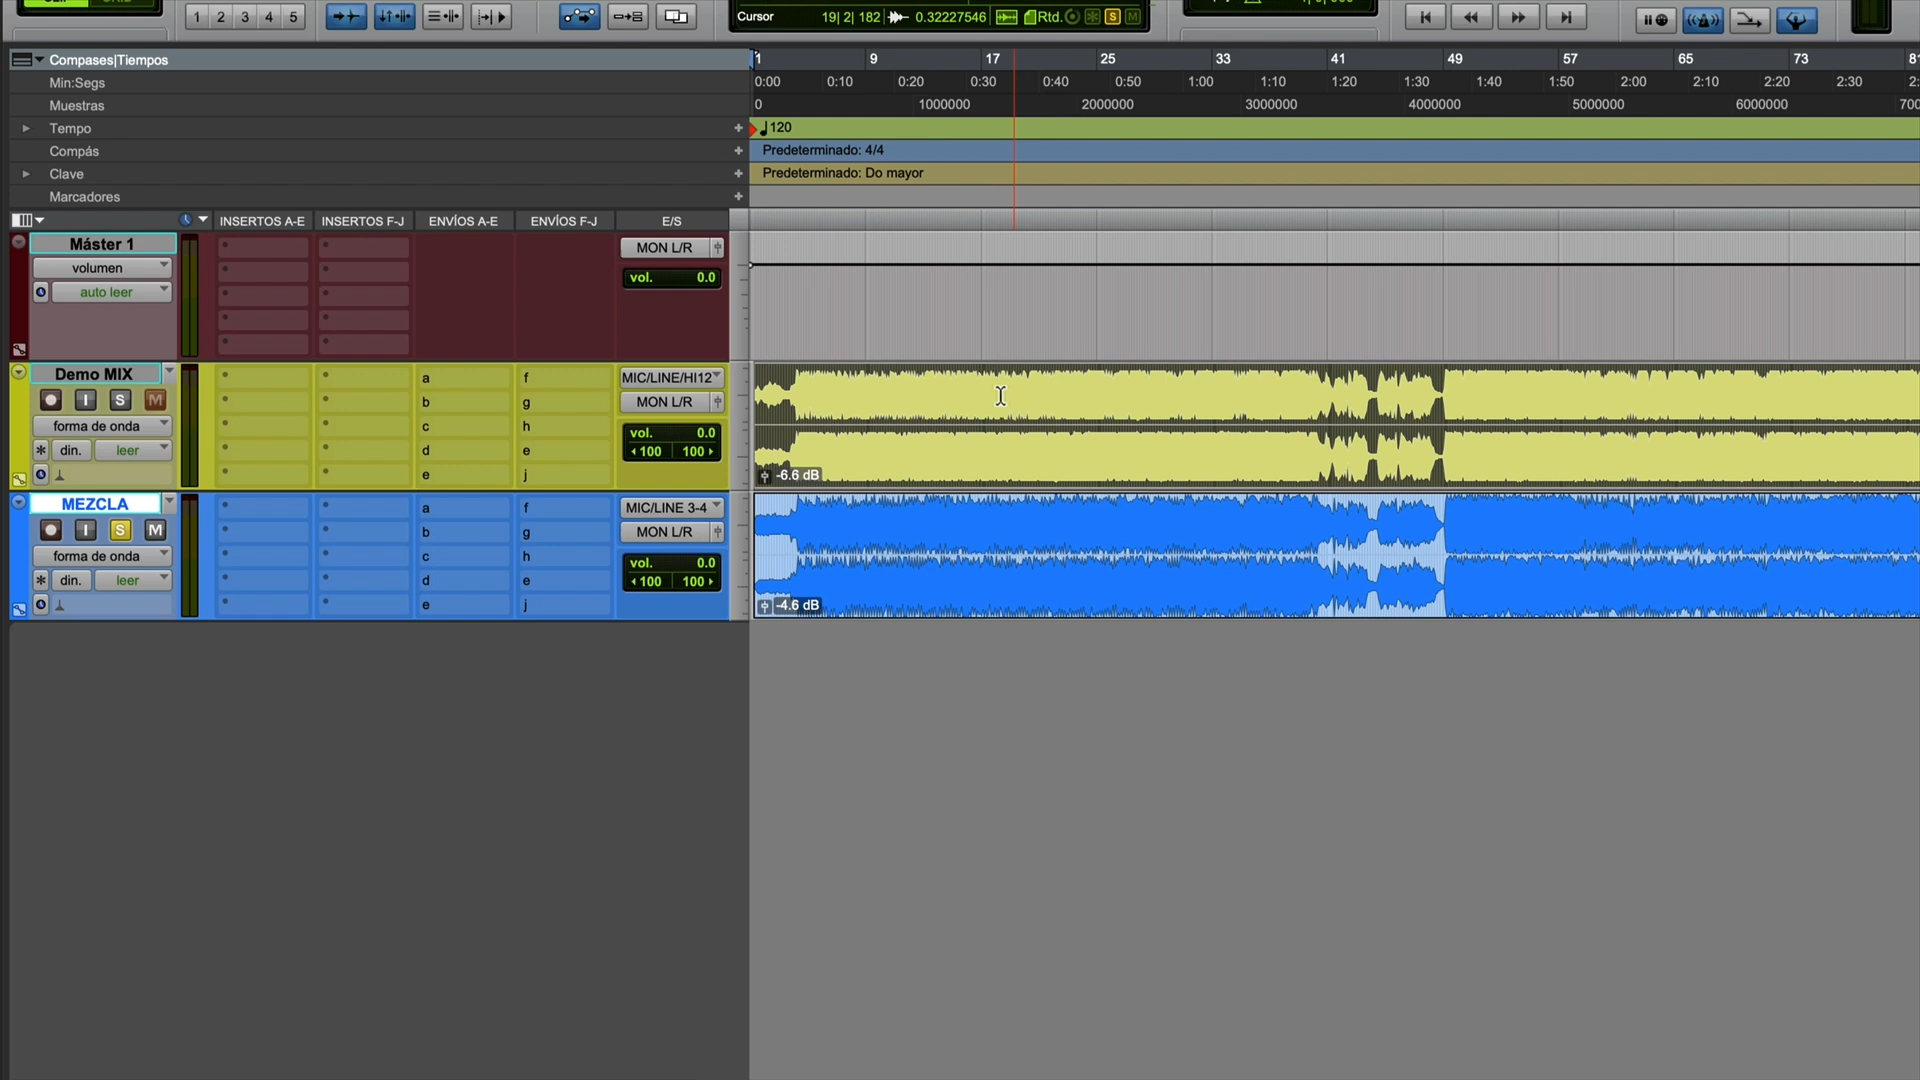 1 2 3 4 5
Cursor 19| 2| 182 0.32227546 Rtd. S M
Compases|Tiempos 1 9 17 25 33 41 49 57 65 73
Min:Segs 0:00 0:10 0:20 0:30 0:40 0:50 1:00 1:10 1:20 1:30 1:40 1:50 2:00 2:10 2:20 2:30
Muestras 0 1000000 2000000 3000000 4000000 5000000 6000000
Tempo + 120
Compás + Predeterminado: 4/4
Clave + Predeterminado: Do mayor
Marcadores +
INSERTOS A-E INSERTOS F-J ENVÍOS A-E ENVÍOS F-J E/S
Máster 1 MON L/R
volumen vol. 0.0
auto leer
Demo MIX a f MIC/LINE/HI12
I S M b g MON L/R
forma de onda c h vol. 0.0
din. leer d e 100 100
e j -6.6 dB
MEZCLA a f MIC/LINE 3-4
I S M b g MON L/R
forma de onda c h vol. 0.0
din. leer d e 100 100
e j -4.6 dB